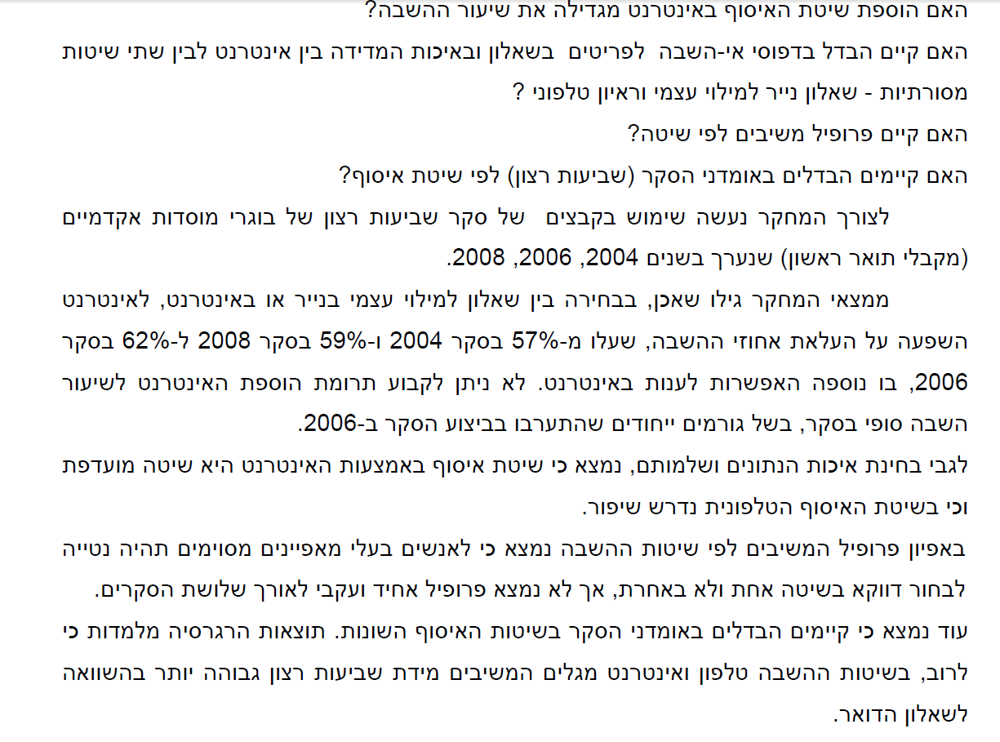 האם הוספת שיטת האיסוף באינטרנט מגדילה את שיעור ההשבה?
האם קיים הבדל בדפוסי אי-השבה לפריטים בשאלון ובאיכות המדידה בין אינטרנט לבין שתי שיטות
מסורתיות - שאלון נייר למילוי עצמי וראיון טלפוני ?
האם קיים פרופיל משיבים לפי שיטה?
האם קיימים הבדלים באומדני הסקר (שביעות רצון) לפי שיטת איסוף?
לצורך המחקר נעשה שימוש בקבצים של סקר שביעות רצון של בוגרי מוסדות אקדמיים
(מקבלי תואר ראשון) שנערך בשנים 2004, 2006, 2008.
ממצאי המחקר גילו שאכן, בבחירה בין שאלון למילוי עצמי בנייר או באינטרנט, לאינטרנט
השפעה על העלאת אחוזי ההשבה, שעלו מ-57% בסקר 2004 ו-59% בסקר 2008 ל-62% בסקר
2006, בו נוספה האפשרות לענות באינטרנט. לא ניתן לקבוע תרומת הוספת האינטרנט לשיעור
השבה סופי בסקר, בשל גורמים ייחודים שהתערבו בביצוע הסקר ב-2006.
לגבי בחינת איכות הנתונים ושלמותם, נמצא כי שיטת איסוף באמצעות האינטרנט היא שיטה מועדפת
וכי בשיטת האיסוף הטלפונית נדרש שיפור.
באפיון פרופיל המשיבים לפי שיטות ההשבה נמצא כי לאנשים בעלי מאפיינים מסוימים תהיה נטייה
לבחור דווקא בשיטה אחת ולא באחרת, אך לא נמצא פרופיל אחיד ועקבי לאורך שלושת הסקרים.
עוד נמצא כי קיימים הבדלים באומדני הסקר בשיטות האיסוף השונות. תוצאות הרגרסיה מלמדות כי
לרוב, בשיטות ההשבה טלפון ואינטרנט מגלים המשיבים מידת שביעות רצון גבוהה יותר בהשוואה
לשאלון הדואר.